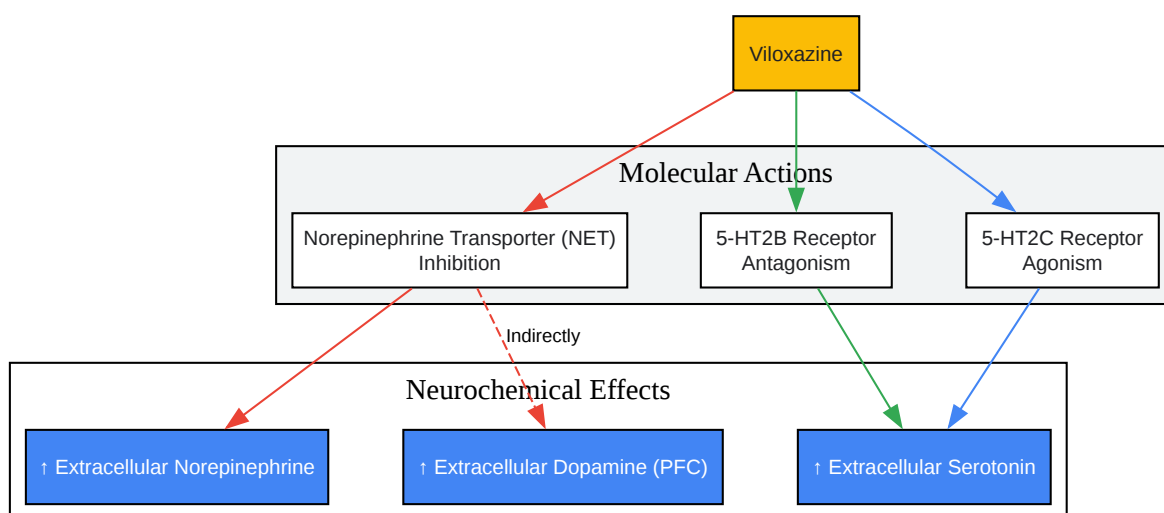 Viloxazine
Molecular Actions
Norepinephrine Transporter (NET)
Inhibition
5-HT2B Receptor
Antagonism
5-HT2C Receptor
Agonism
Indirectly
Neurochemical Effects
↑ Extracellular Norepinephrine
↑ Extracellular Dopamine (PFC)
↑ Extracellular Serotonin